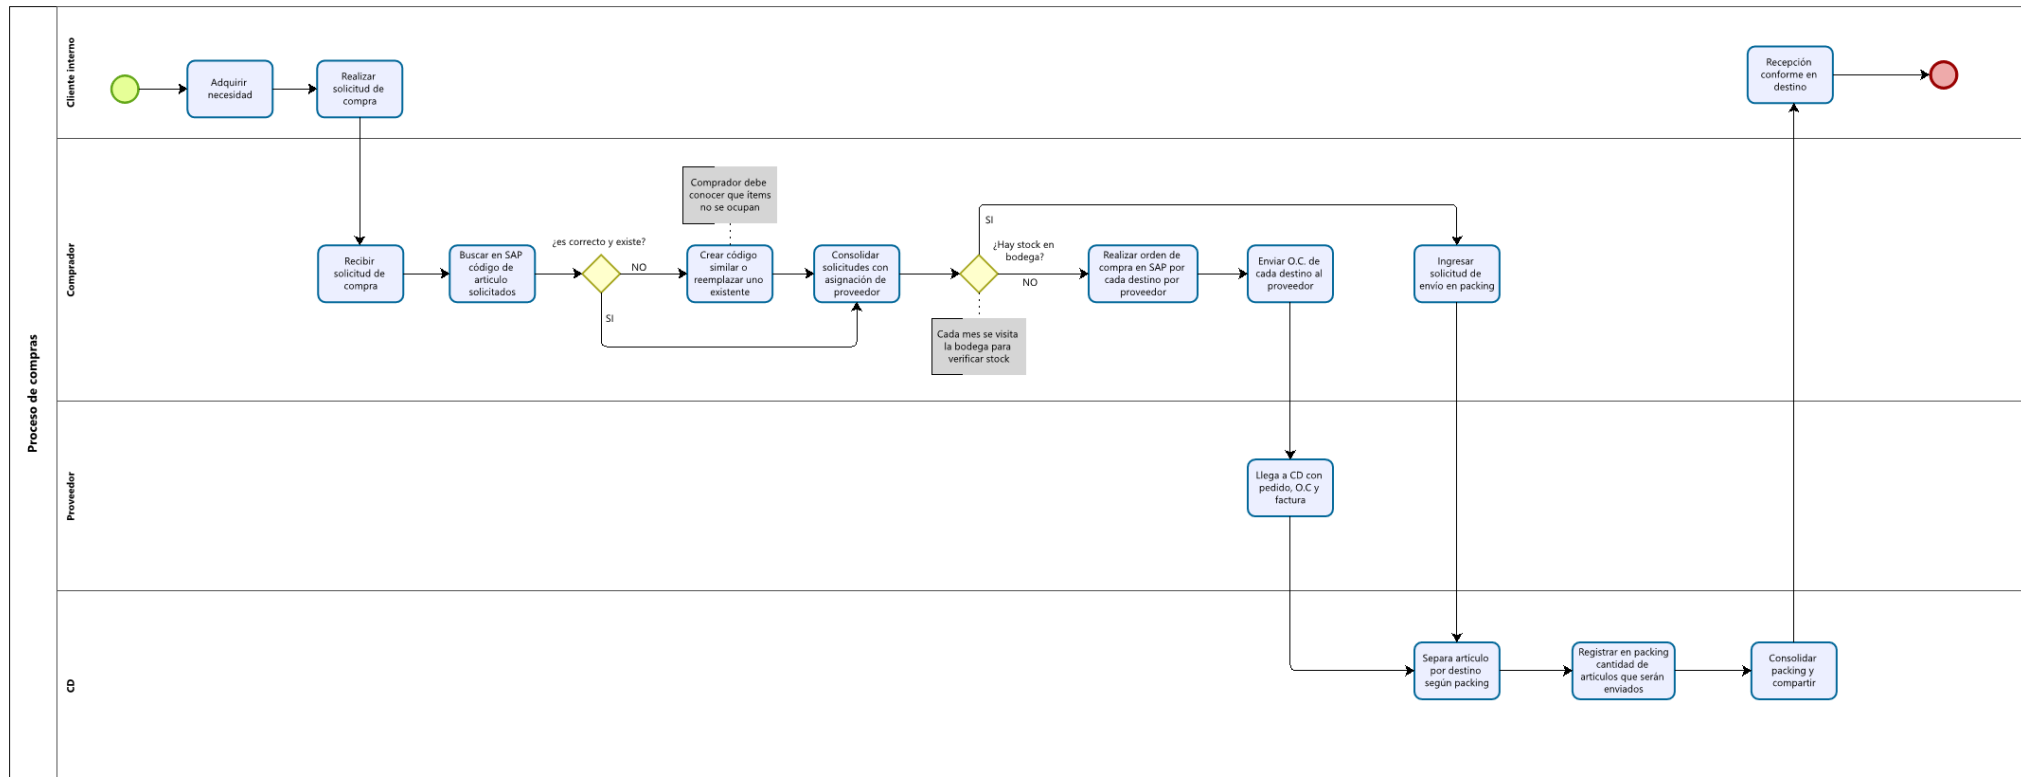 Proceso de compras
Cliente interno
Adquirir
necesidad
Realizar
solicitud de
compra
Recepción
conforme en
destino
Comprador
Recibir
solicitud de
compra
Buscar en SAP
código de
articulo
solicitados
¿es correcto y existe?
NO
SI
Comprador debe
conocer que ítems
no se ocupan
Crear código
similar o
reemplazar uno
existente
Consolidar
solicitudes con
asignación de
proveedor
SI
¿Hay stock en
bodega?
NO
Cada mes se visita
la bodega para
verificar stock
Realizar orden de
compra en SAP por
cada destino por
proveedor
Enviar O.C. de
cada destino al
proveedor
Ingresar
solicitud de
envío en packing
Proveedor
Llega a CD con
pedido, O.C y
factura
CD
Separa artículo
por destino
según packing
Registrar en packing
cantidad de
artículos que serán
enviados
Consolidar
packing y
compartir